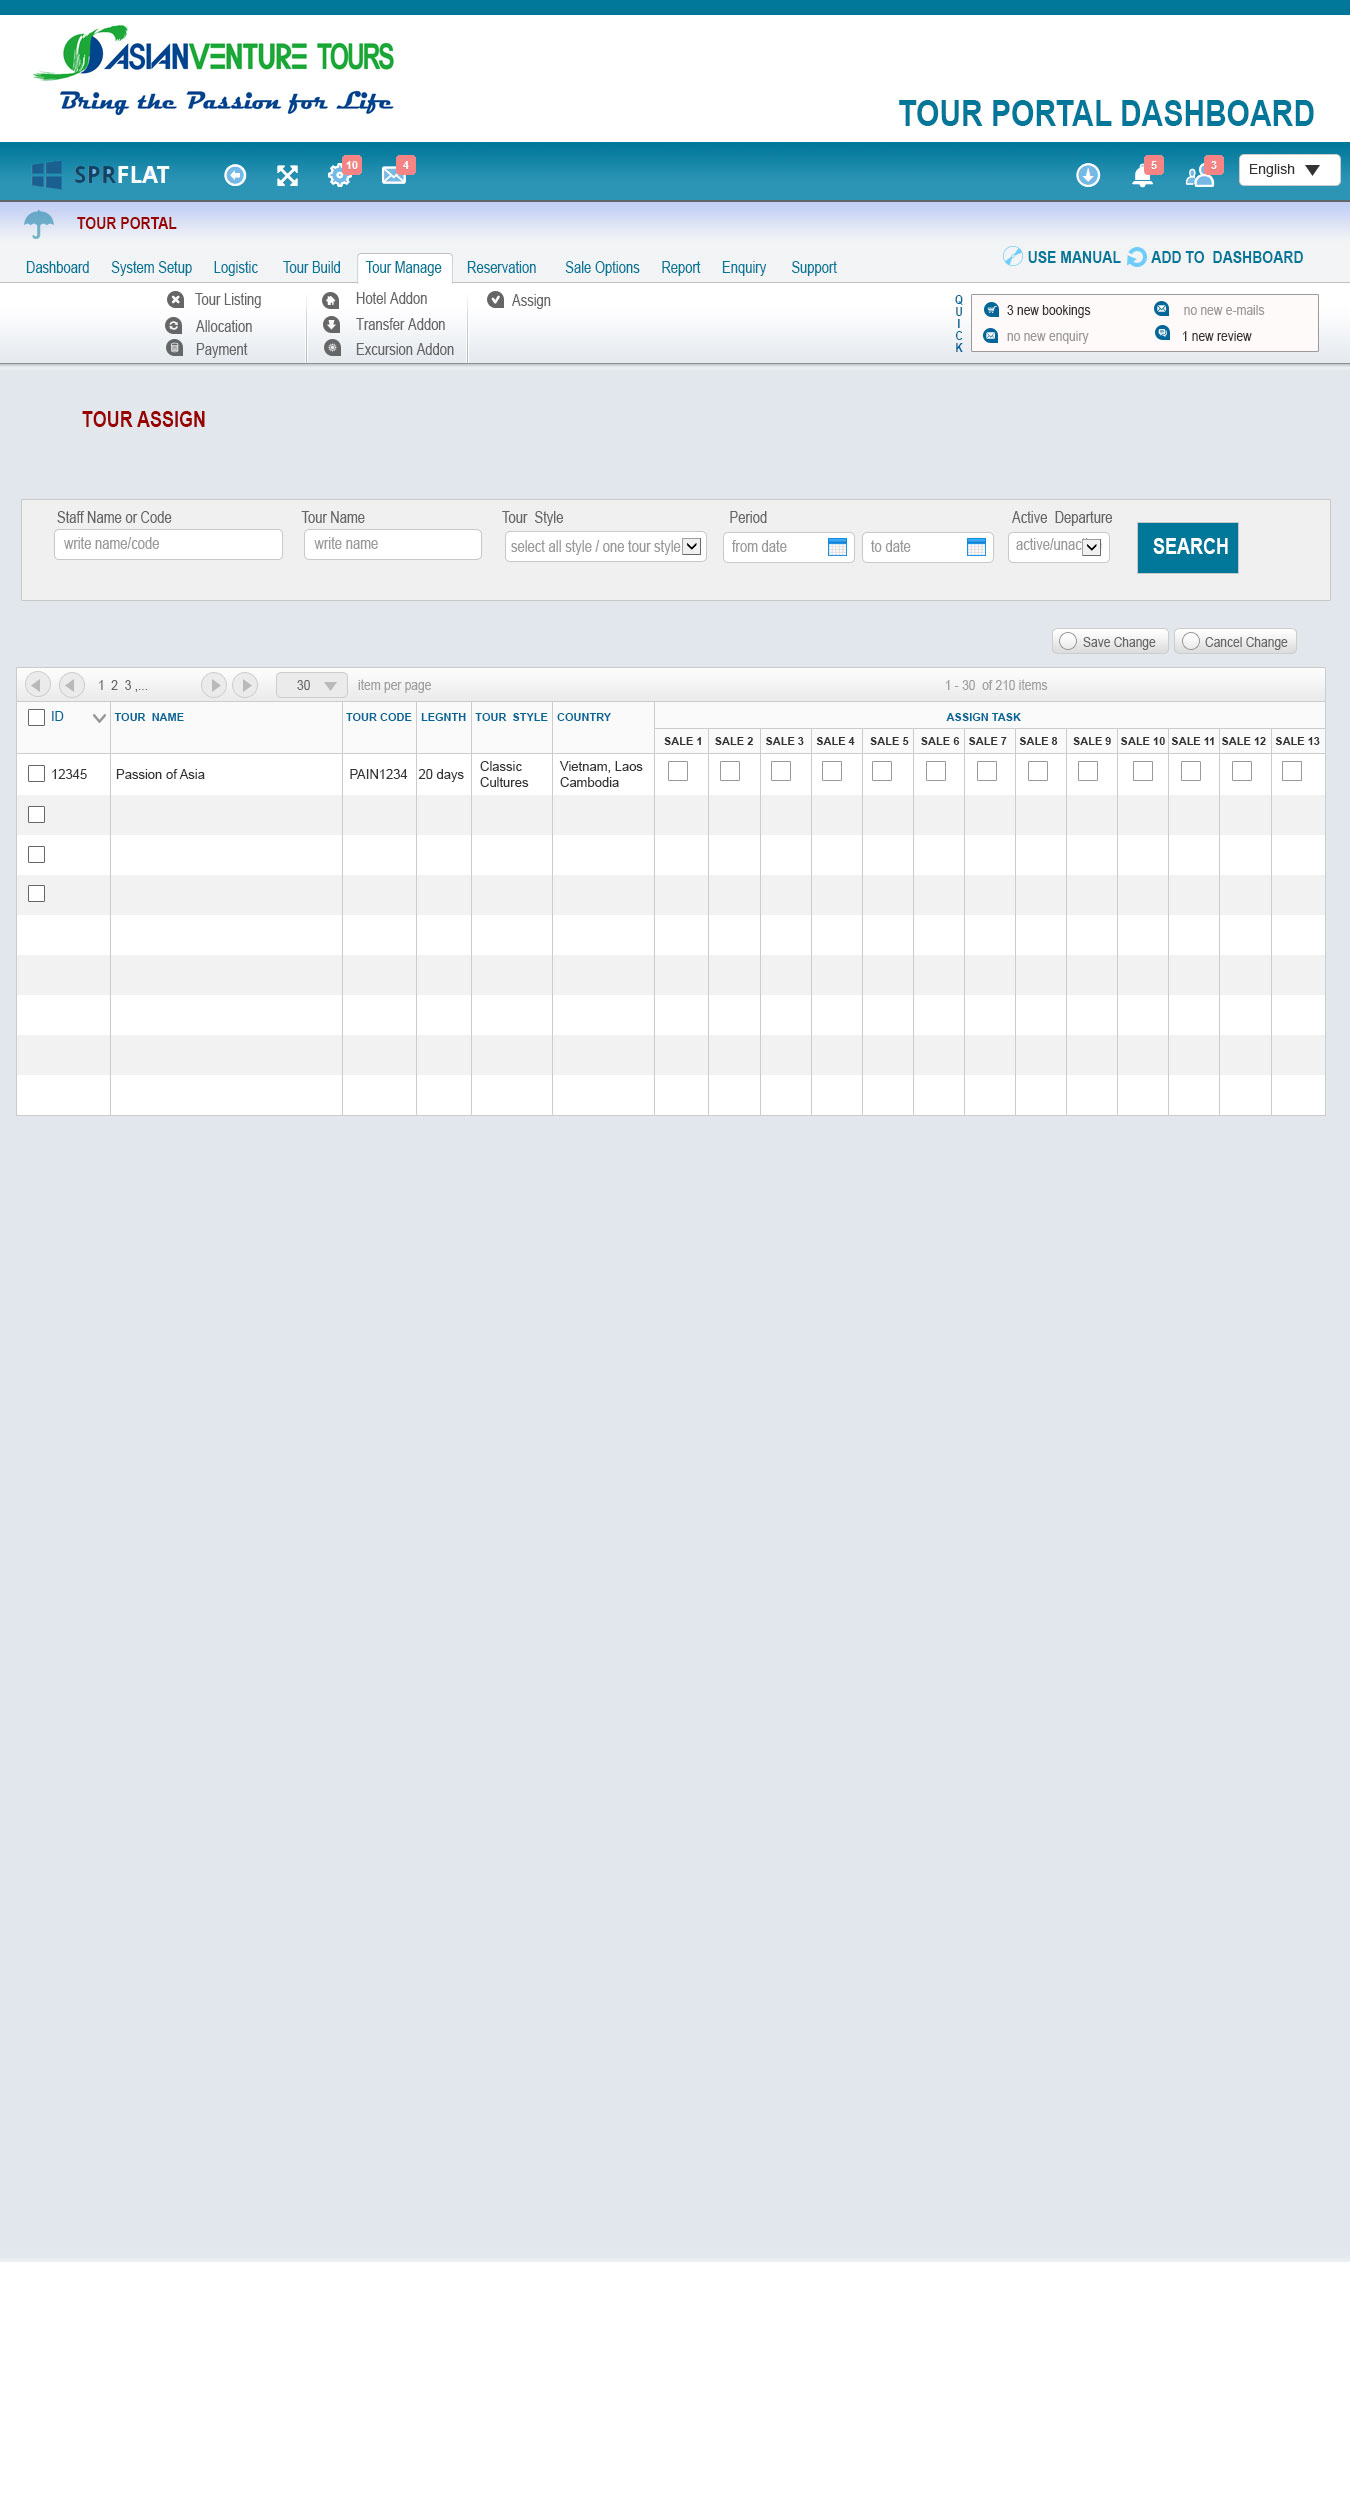 ASIANVENTURE TOURS
Bring the Passion for Life
TOUR PORTAL DASHBOARD
SPRFLAT
10
4
5
3
English
TOUR PORTAL
Dashboard System Setup Logistic Tour Build Tour Manage Reservation Sale Options Report Enquiry Support
USE MANUAL ADD TO DASHBOARD
Tour Listing
Allocation
Payment
Hotel Addon
Transfer Addon
Excursion Addon
Assign
QUICK
3 new bookings
no new e-mails
no new enquiry
1 new review
TOUR ASSIGN
Staff Name or Code Tour Name Tour Style Period Active Departure
write name/code write name select all style / one tour style from date to date active/unact
SEARCH
Save Change Cancel Change
1 2 3 ,... 30 item per page 1 - 30 of 210 items
ID TOUR NAME TOUR CODE LEGNTH TOUR STYLE COUNTRY ASSIGN TASK
SALE 1 SALE 2 SALE 3 SALE 4 SALE 5 SALE 6 SALE 7 SALE 8 SALE 9 SALE 10 SALE 11 SALE 12 SALE 13
12345 Passion of Asia PAIN1234 20 days
Classic
Cultures
Vietnam, Laos
Cambodia